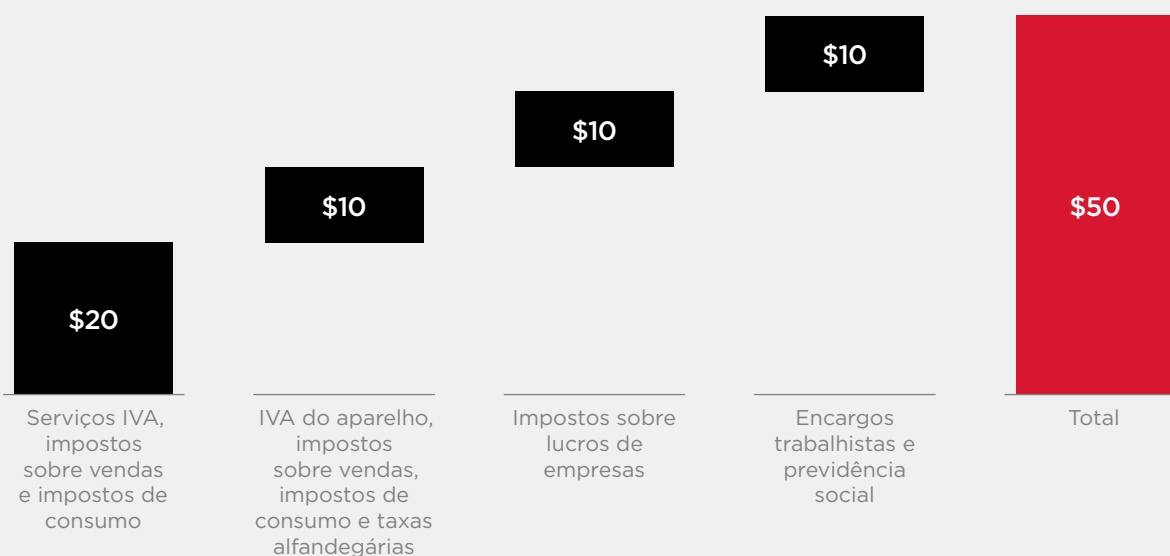 $10
$10
$10
$50
$20
Serviços IVA,
impostos
sobre vendas
e impostos de
consumo
IVA do aparelho,
impostos
sobre vendas,
impostos de
consumo e taxas
alfandegárias
Impostos sobre
lucros de
empresas
Encargos
trabalhistas e
previdência
social
Total